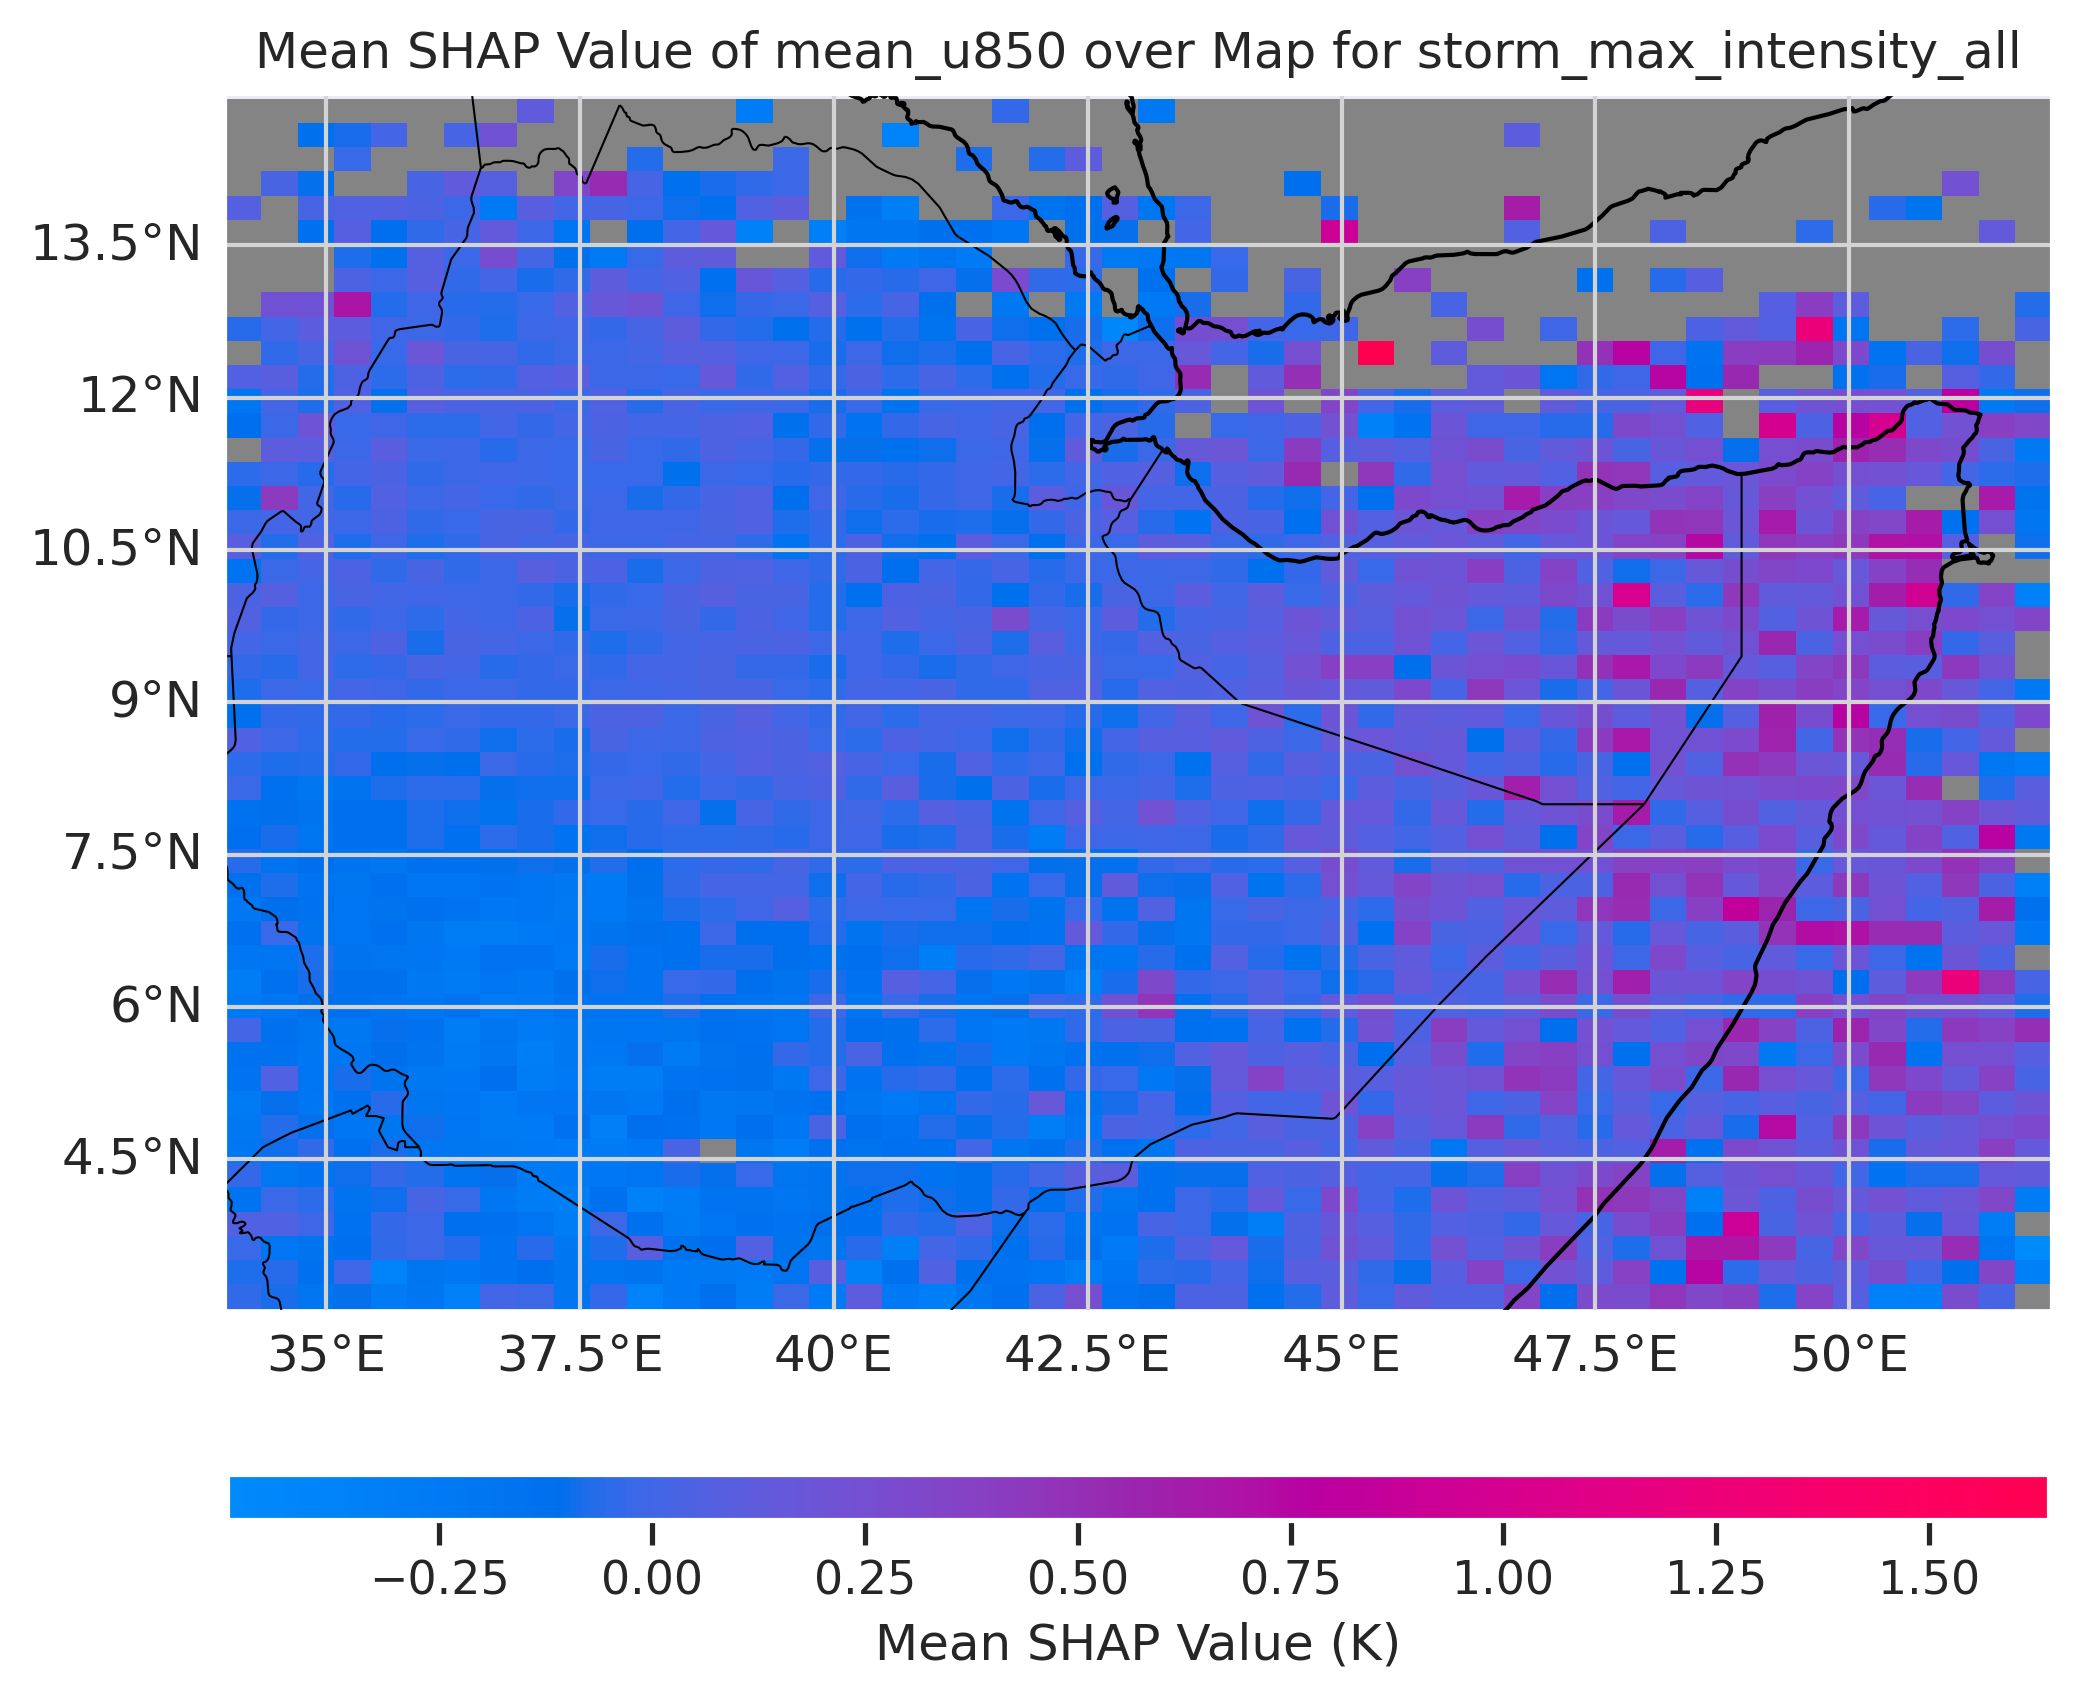 Mean SHAP Value of mean_u850 over Map for storm_max_intensity_all
13.5°N
12°N
10.5°N
9°N
7.5°N
6°N
4.5°N
35°E 37.5°E 40°E 42.5°E 45°E 47.5°E 50°E
−0.25 0.00 0.25 0.50 0.75 1.00 1.25 1.50
Mean SHAP Value (K)